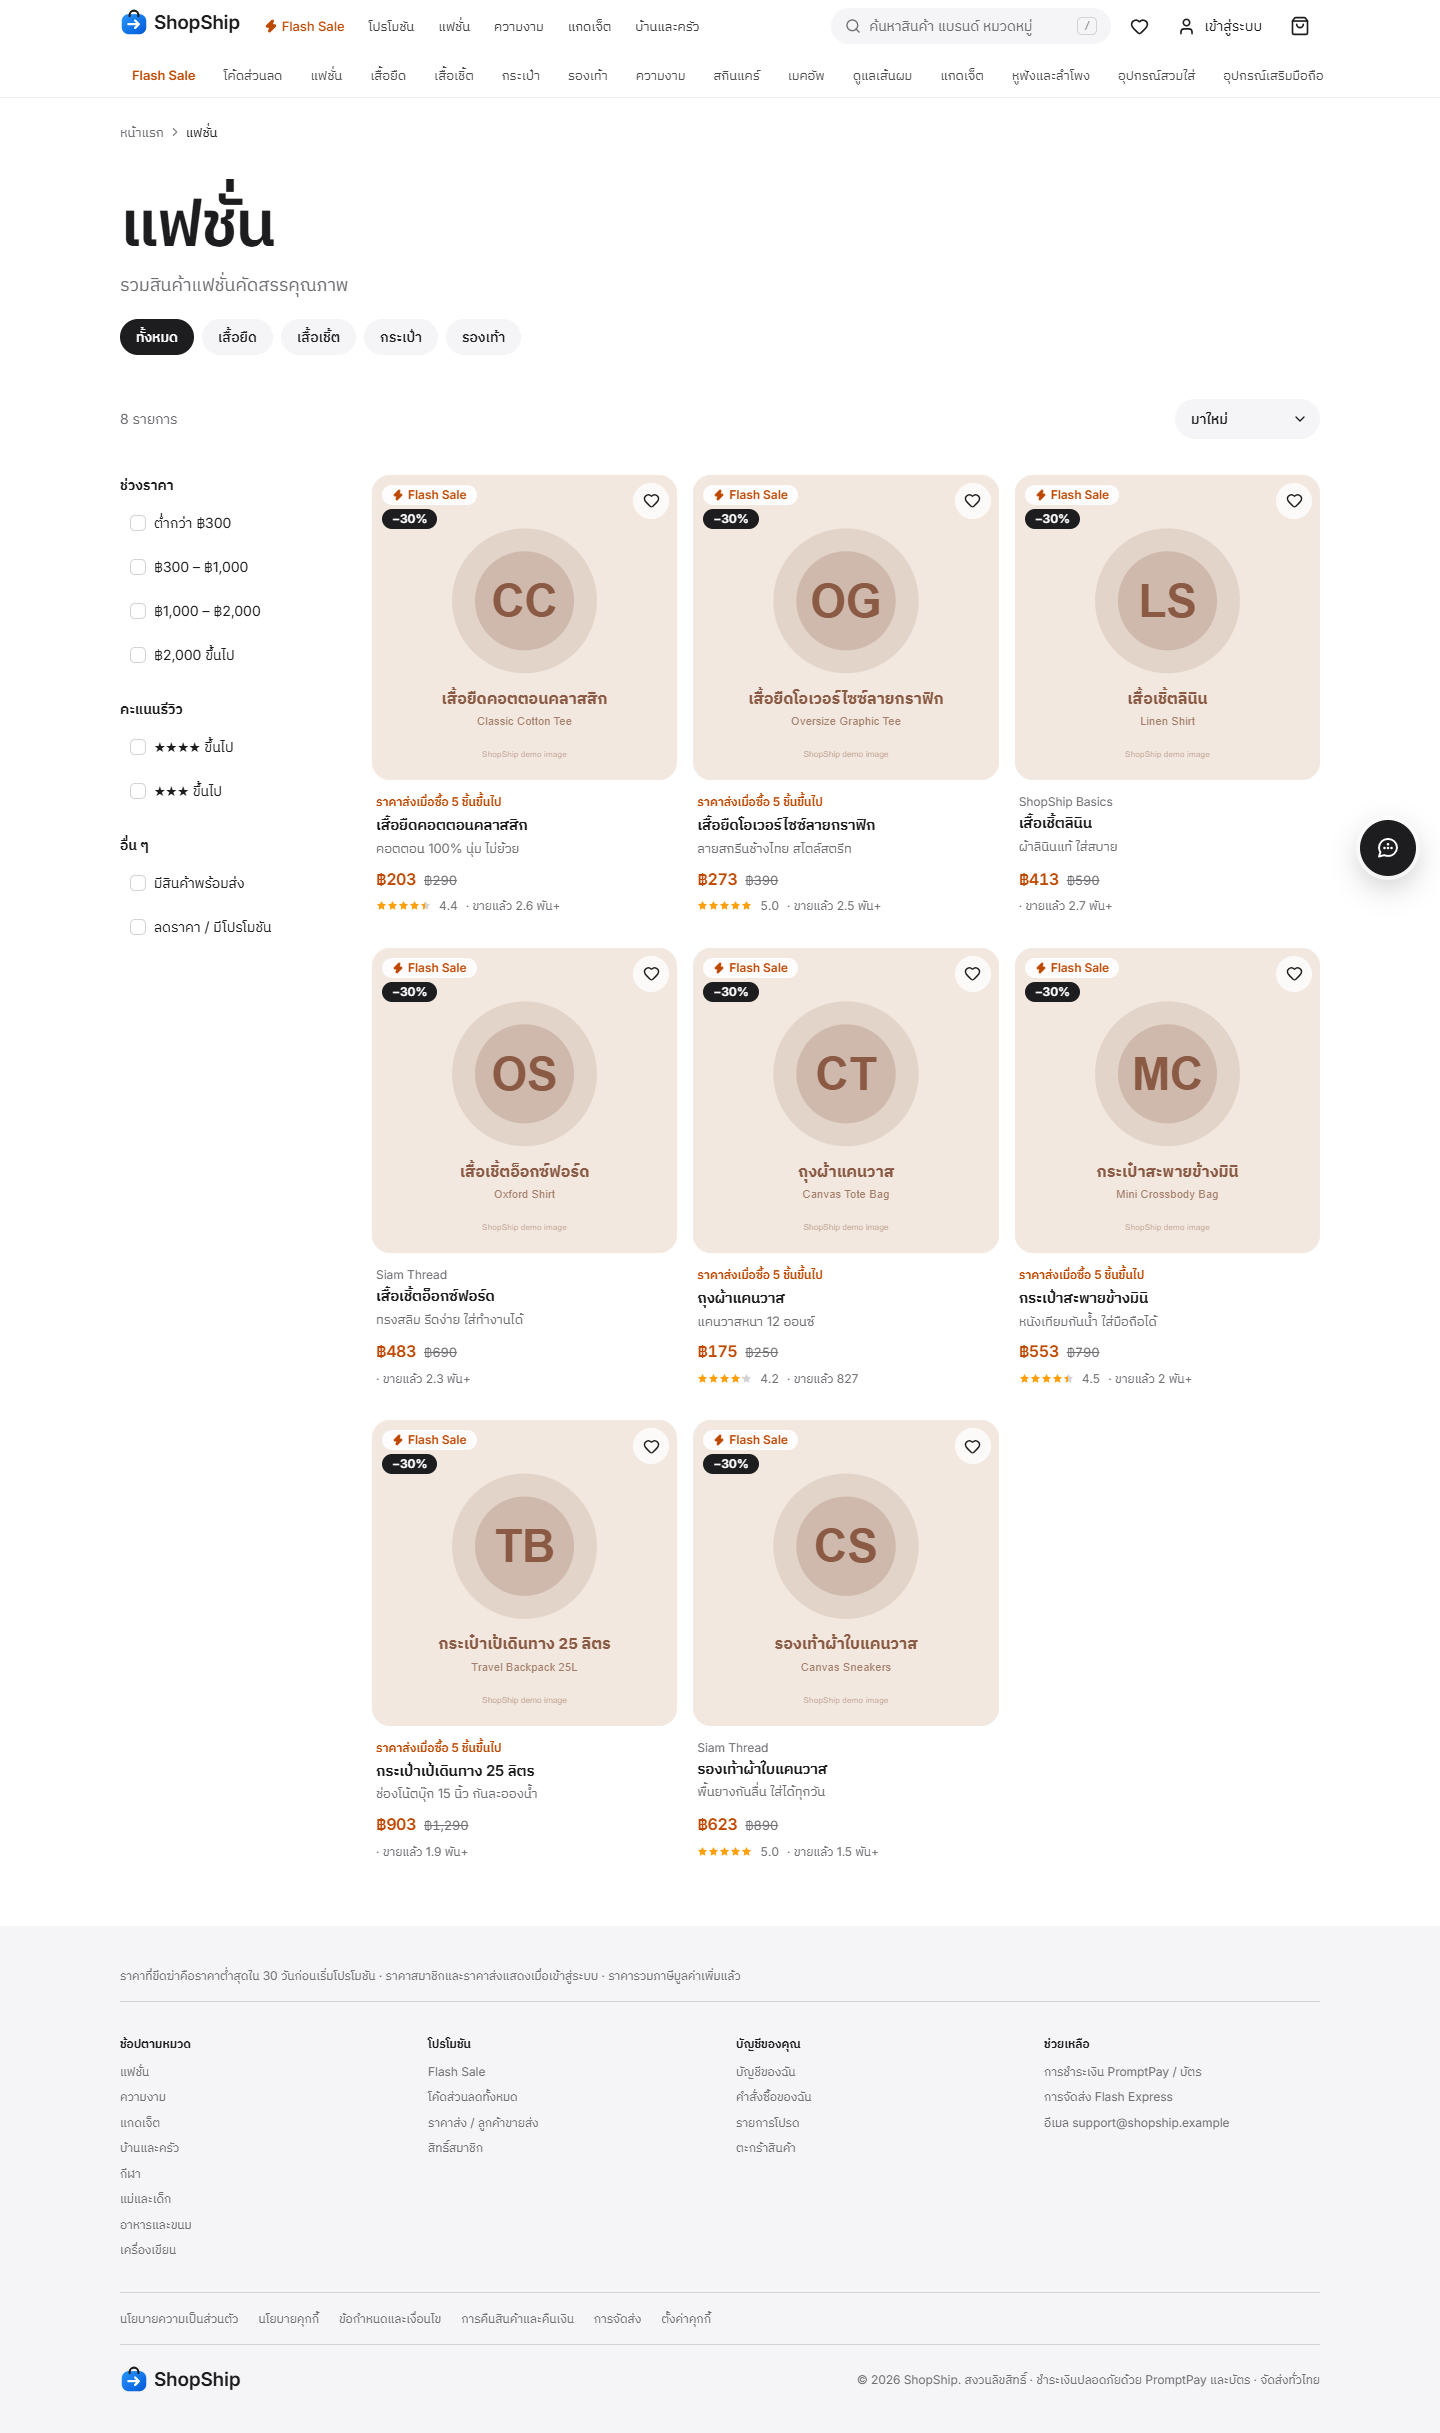 ShopShip
Flash Sale โปรโมชัน แฟชั่น ความงาม แกดเจ็ต บ้านและครัว
ค้นหาสินค้า แบรนด์ หมวดหมู่ /
เข้าสู่ระบบ
Flash Sale โค้ดส่วนลด แฟชั่น เสื้อยืด เสื้อเชิ้ต กระเป๋า รองเท้า ความงาม สกินแคร์ เมคอัพ ดูแลเส้นผม แกดเจ็ต หูฟังและลำโพง อุปกรณ์สวมใส่ อุปกรณ์เสริมมือถือ
หน้าแรก > แฟชั่น
แฟชั่น
รวมสินค้าแฟชั่นคัดสรรคุณภาพ
ทั้งหมด เสื้อยืด เสื้อเชิ้ต กระเป๋า รองเท้า
8 รายการ
มาใหม่
ช่วงราคา
ต่ำกว่า ฿300
฿300 – ฿1,000
฿1,000 – ฿2,000
฿2,000 ขึ้นไป
คะแนนรีวิว
★★★★ ขึ้นไป
★★★ ขึ้นไป
อื่น ๆ
มีสินค้าพร้อมส่ง
ลดราคา / มีโปรโมชัน
Flash Sale
−30%
CC
เสื้อยืดคอตตอนคลาสสิก
Classic Cotton Tee
ShopShip demo image
ราคาส่งเมื่อซื้อ 5 ชิ้นขึ้นไป
เสื้อยืดคอตตอนคลาสสิก
คอตตอน 100% นุ่ม ไม่ย้วย
฿203 ฿290
4.4 · ขายแล้ว 2.6 พัน+
Flash Sale
−30%
OG
เสื้อยืดโอเวอร์ไซซ์ลายกราฟิก
Oversize Graphic Tee
ShopShip demo image
ราคาส่งเมื่อซื้อ 5 ชิ้นขึ้นไป
เสื้อยืดโอเวอร์ไซซ์ลายกราฟิก
ลายสกรีนช้างไทย สไตล์สตรีท
฿273 ฿390
5.0 · ขายแล้ว 2.5 พัน+
Flash Sale
−30%
LS
เสื้อเชิ้ตลินิน
Linen Shirt
ShopShip demo image
ShopShip Basics
เสื้อเชิ้ตลินิน
ผ้าลินินแท้ ใส่สบาย
฿413 ฿590
· ขายแล้ว 2.7 พัน+
Flash Sale
−30%
OS
เสื้อเชิ้ตอ็อกซ์ฟอร์ด
Oxford Shirt
ShopShip demo image
Siam Thread
เสื้อเชิ้ตอ็อกซ์ฟอร์ด
ทรงสลิม รีดง่าย ใส่ทำงานได้
฿483 ฿690
· ขายแล้ว 2.3 พัน+
Flash Sale
−30%
CT
ถุงผ้าแคนวาส
Canvas Tote Bag
ShopShip demo image
ราคาส่งเมื่อซื้อ 5 ชิ้นขึ้นไป
ถุงผ้าแคนวาส
แคนวาสหนา 12 ออนซ์
฿175 ฿250
4.2 · ขายแล้ว 827
Flash Sale
−30%
MC
กระเป๋าสะพายข้างมินิ
Mini Crossbody Bag
ShopShip demo image
ราคาส่งเมื่อซื้อ 5 ชิ้นขึ้นไป
กระเป๋าสะพายข้างมินิ
หนังเทียมกันน้ำ ใส่มือถือได้
฿553 ฿790
4.5 · ขายแล้ว 2 พัน+
Flash Sale
−30%
TB
กระเป๋าเป้เดินทาง 25 ลิตร
Travel Backpack 25L
ShopShip demo image
ราคาส่งเมื่อซื้อ 5 ชิ้นขึ้นไป
กระเป๋าเป้เดินทาง 25 ลิตร
ช่องโน้ตบุ๊ก 15 นิ้ว กันละอองน้ำ
฿903 ฿1,290
· ขายแล้ว 1.9 พัน+
Flash Sale
−30%
CS
รองเท้าผ้าใบแคนวาส
Canvas Sneakers
ShopShip demo image
Siam Thread
รองเท้าผ้าใบแคนวาส
พื้นยางกันลื่น ใส่ได้ทุกวัน
฿623 ฿890
5.0 · ขายแล้ว 1.5 พัน+
ราคาที่ขีดฆ่าคือราคาต่ำสุดใน 30 วันก่อนเริ่มโปรโมชัน · ราคาสมาชิกและราคาส่งแสดงเมื่อเข้าสู่ระบบ · ราคารวมภาษีมูลค่าเพิ่มแล้ว
ช้อปตามหมวด
แฟชั่น
ความงาม
แกดเจ็ต
บ้านและครัว
กีฬา
แม่และเด็ก
อาหารและขนม
เครื่องเขียน
โปรโมชัน
Flash Sale
โค้ดส่วนลดทั้งหมด
ราคาส่ง / ลูกค้าขายส่ง
สิทธิ์สมาชิก
บัญชีของคุณ
บัญชีของฉัน
คำสั่งซื้อของฉัน
รายการโปรด
ตะกร้าสินค้า
ช่วยเหลือ
การชำระเงิน PromptPay / บัตร
การจัดส่ง Flash Express
อีเมล support@shopship.example
นโยบายความเป็นส่วนตัว นโยบายคุกกี้ ข้อกำหนดและเงื่อนไข การคืนสินค้าและคืนเงิน การจัดส่ง ตั้งค่าคุกกี้
ShopShip
© 2026 ShopShip. สงวนลิขสิทธิ์ · ชำระเงินปลอดภัยด้วย PromptPay และบัตร · จัดส่งทั่วไทย